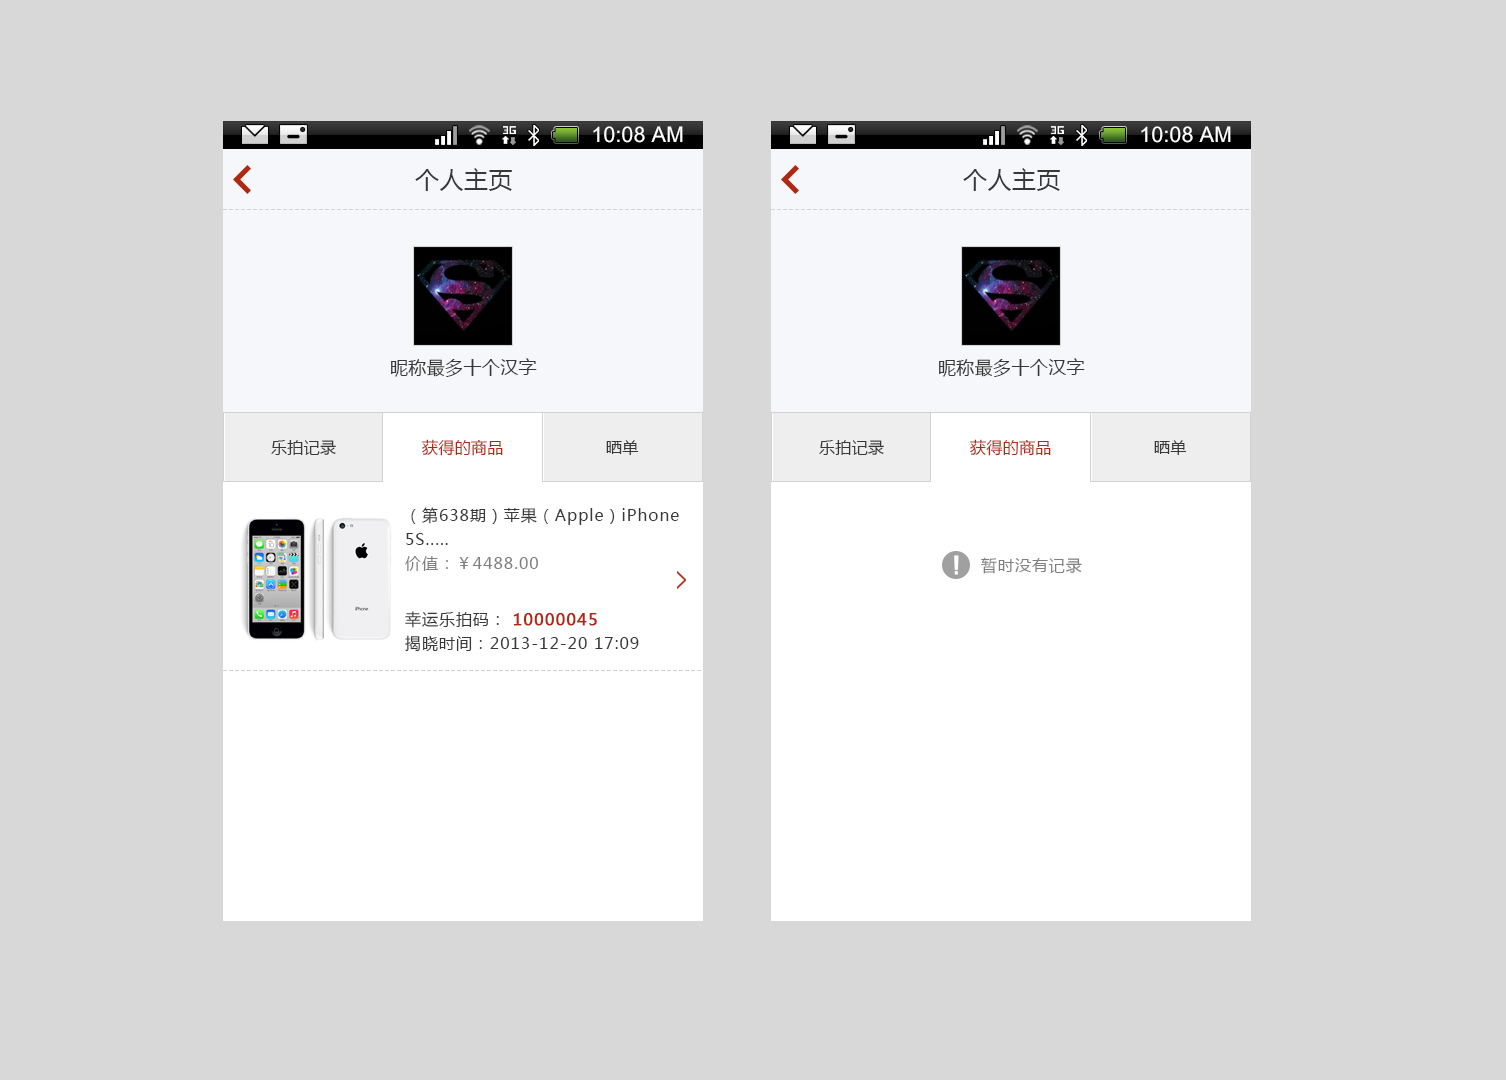 3G
10:08 AM
个人主页
昵称最多十个汉字
乐拍记录
获得的商品
晒单
（第638期）苹果（Apple）iPhone
5S.....
价值：￥4488.00
幸运乐拍码： 10000045
揭晓时间：2013-12-20 17:09
iPhone
3G
10:08 AM
个人主页
昵称最多十个汉字
乐拍记录
获得的商品
晒单
暂时没有记录